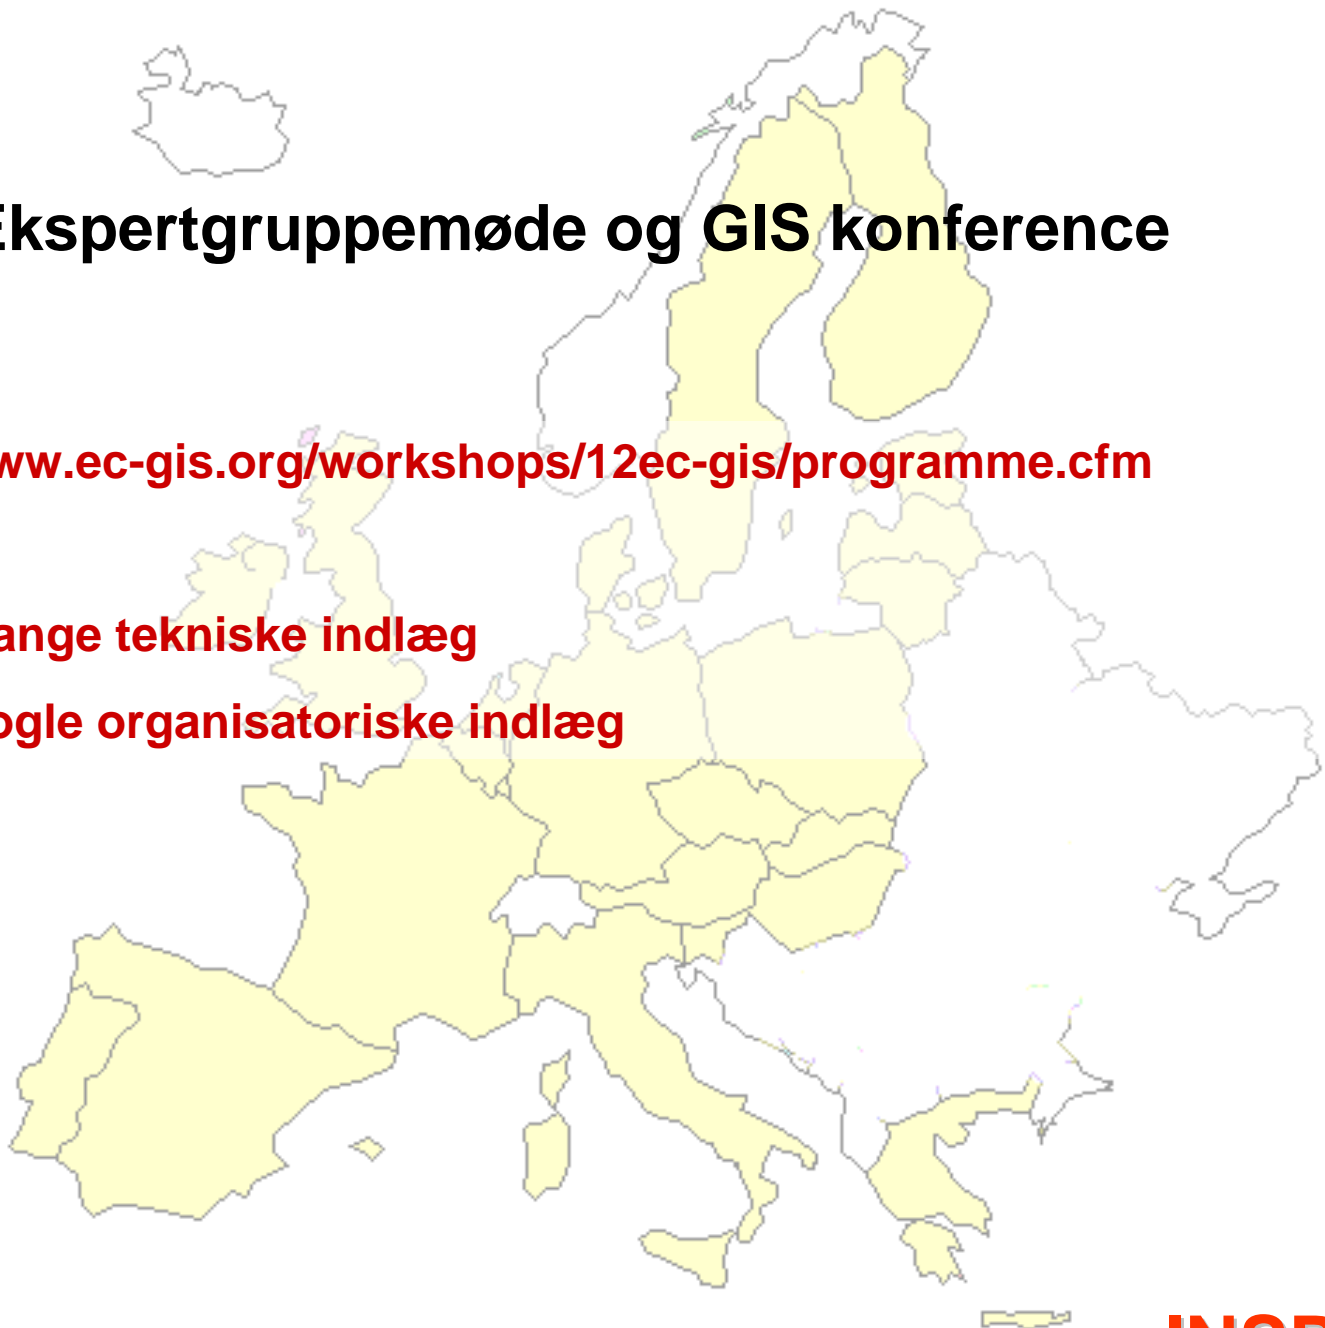 Ekspertgruppemøde og GIS konference
ww.ec-gis.org/workshops/12ec-gis/programme.cfm
ange tekniske indlæg
ogle organisatoriske indlæg